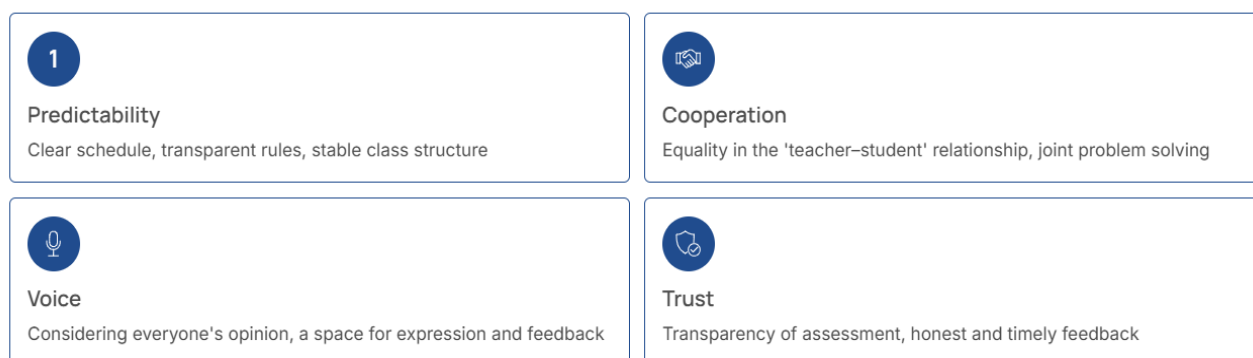 1
Predictability
Clear schedule, transparent rules, stable class structure
Cooperation
Equality in the 'teacher–student' relationship, joint problem solving
Voice
Considering everyone's opinion, a space for expression and feedback
Trust
Transparency of assessment, honest and timely feedback